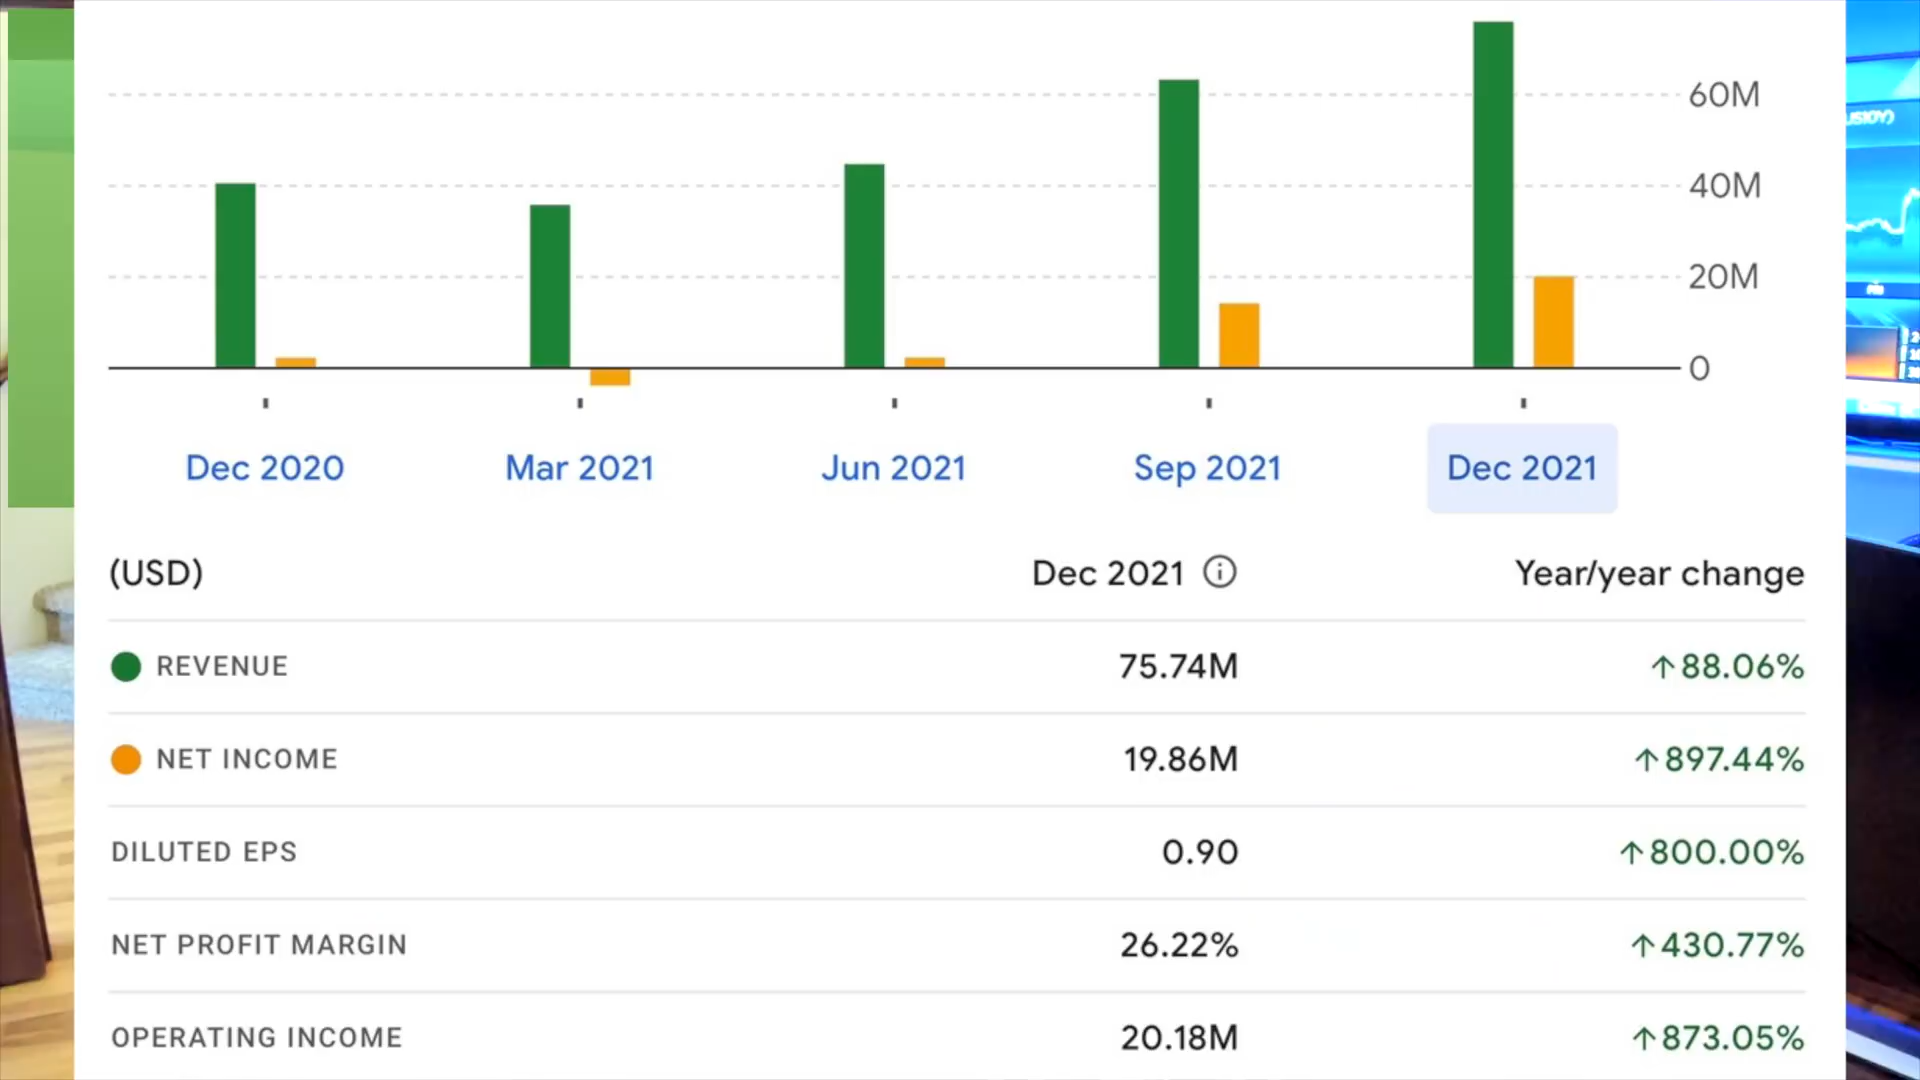 60M
40M
20M
0
Dec 2020 Mar 2021 Jun 2021 Sep 2021 Dec 2021
(USD) Dec 2021 Year/year change
REVENUE 75.74M ↑88.06%
NET INCOME 19.86M ↑897.44%
DILUTED EPS 0.90 ↑800.00%
NET PROFIT MARGIN 26.22% ↑430.77%
OPERATING INCOME 20.18M ↑873.05%